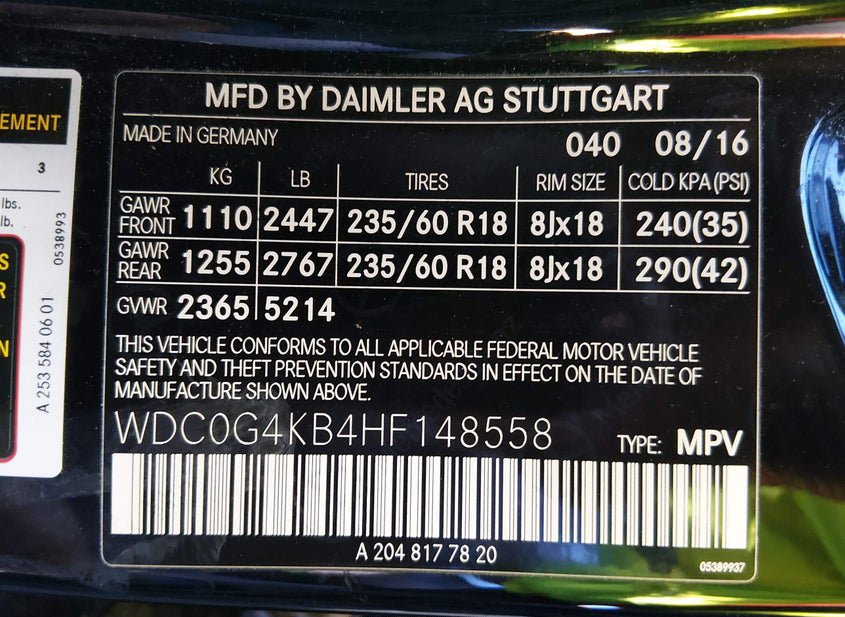 EMENT
3
lbs.
lb.
S
R
N
A 253 584 06 01
0538993
MFD BY DAIMLER AG STUTTGART
MADE IN GERMANY 040 08/16
KG LB TIRES RIM SIZE COLD KPA(PSI)
GAWR FRONT 1110 2447 235/60 R18 8Jx18 240(35)
GAWR REAR 1255 2767 235/60 R18 8Jx18 290(42)
GVWR 2365 5214
THIS VEHICLE CONFORMS TO ALL APPLICABLE FEDERAL MOTOR VEHICLE
SAFETY AND THEFT PREVENTION STANDARDS IN EFFECT ON THE DATE OF
MANUFACTURE SHOWN ABOVE.
WDC0G4KB4HF148558 TYPE: MPV
A 204 817 78 20
05389937